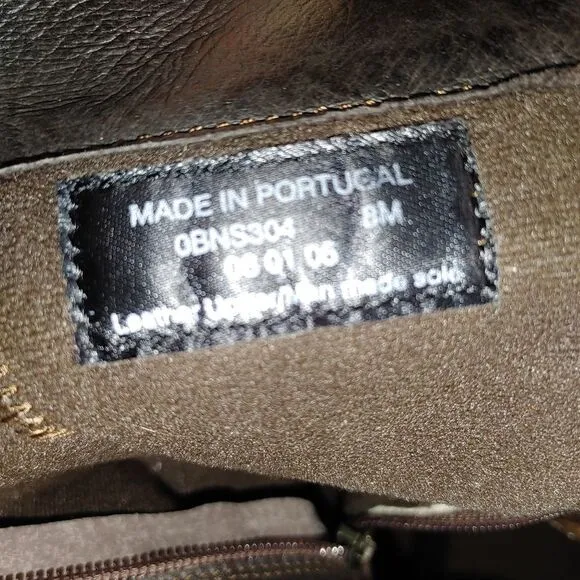 MADE IN PORTUGAL
0BNS304 8M
06 01 06
Leather Upper/Man made sole